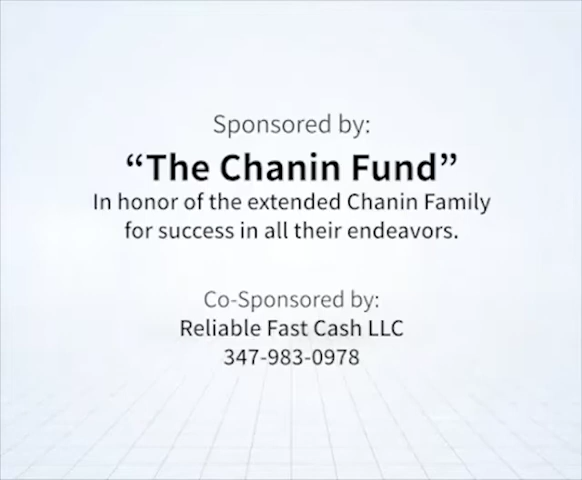 Sponsored by:
“The Chanin Fund”
In honor of the extended Chanin Family
for success in all their endeavors.
Co-Sponsored by:
Reliable Fast Cash LLC
347-983-0978